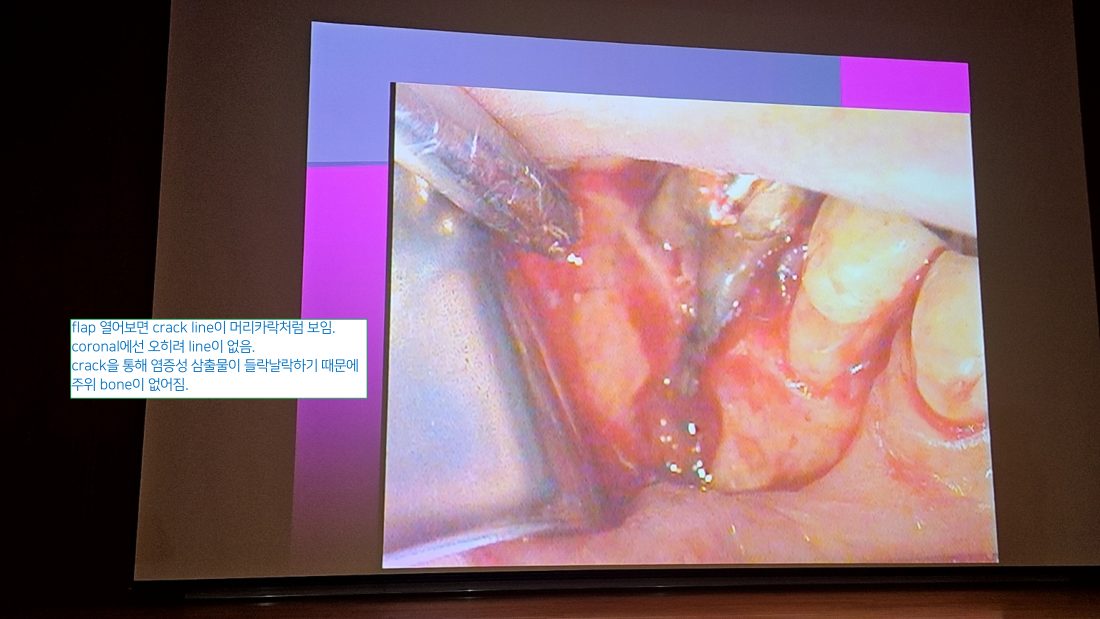 flap 열어보면 crack line이 머리카락처럼 보임.
coronal에선 오히려 line이 없음.
crack을 통해 염증성 삼출물이 들락날락하기 때문에
주위 bone이 없어짐.